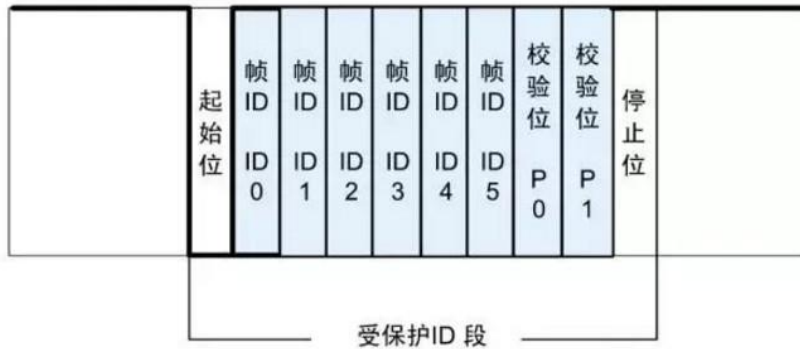 起始位
帧ID ID0
帧ID ID1
帧ID ID2
帧ID ID3
帧ID ID4
帧ID ID5
校验位 P0
校验位 P1
停止位
受保护ID 段